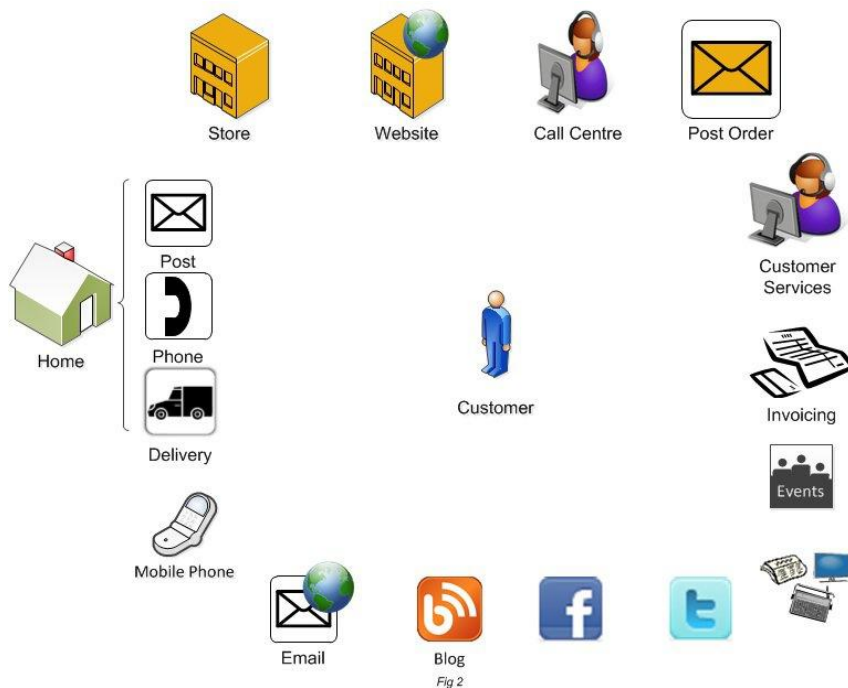 Store
Website
Call Centre
Post Order
Post
Customer
Services
Home
Phone
Customer
Invoicing
Delivery
Events
Mobile Phone
Email
Blog
Fig 2